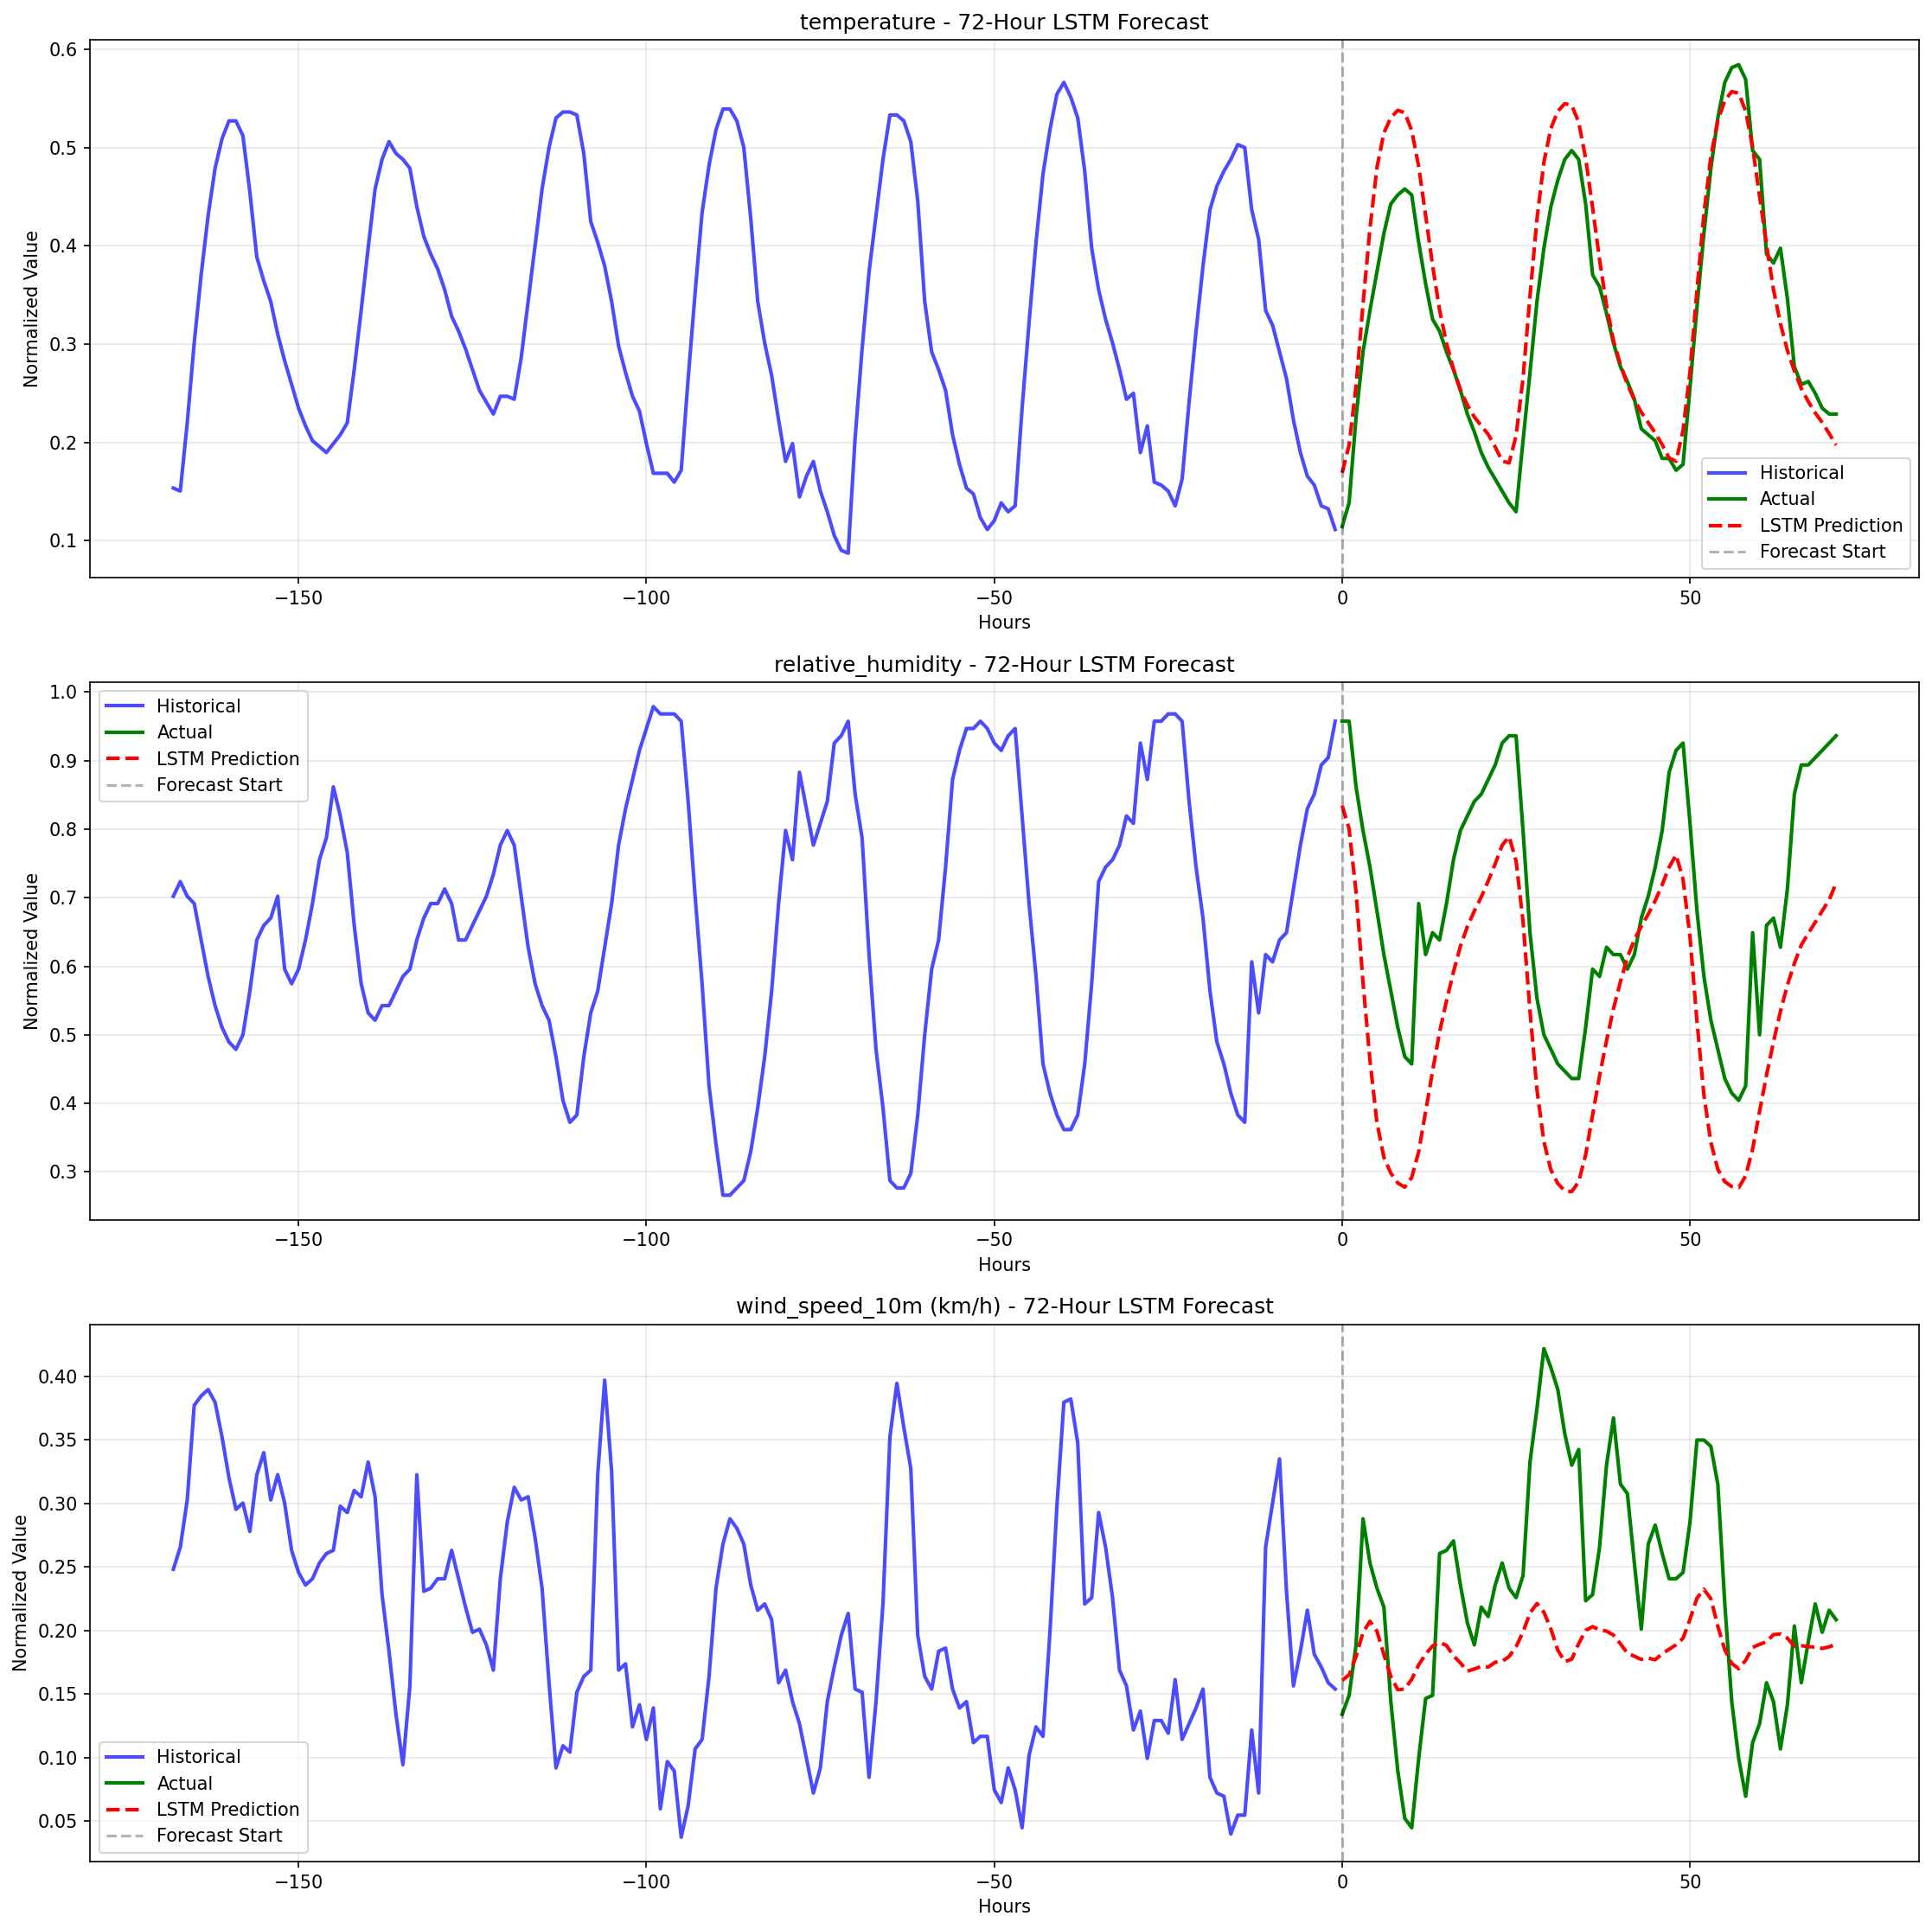 temperature - 72-Hour LSTM Forecast
0.6
0.5
0.4
0.3
0.2
0.1
Normalized Value
Historical
Actual
LSTM Prediction
Forecast Start
−150 −100 −50 0 50
Hours
relative_humidity - 72-Hour LSTM Forecast
1.0
0.9
0.8
0.7
0.6
0.5
0.4
0.3
Normalized Value
Historical
Actual
LSTM Prediction
Forecast Start
−150 −100 −50 0 50
Hours
wind_speed_10m (km/h) - 72-Hour LSTM Forecast
0.40
0.35
0.30
0.25
0.20
0.15
0.10
0.05
Normalized Value
Historical
Actual
LSTM Prediction
Forecast Start
−150 −100 −50 0 50
Hours